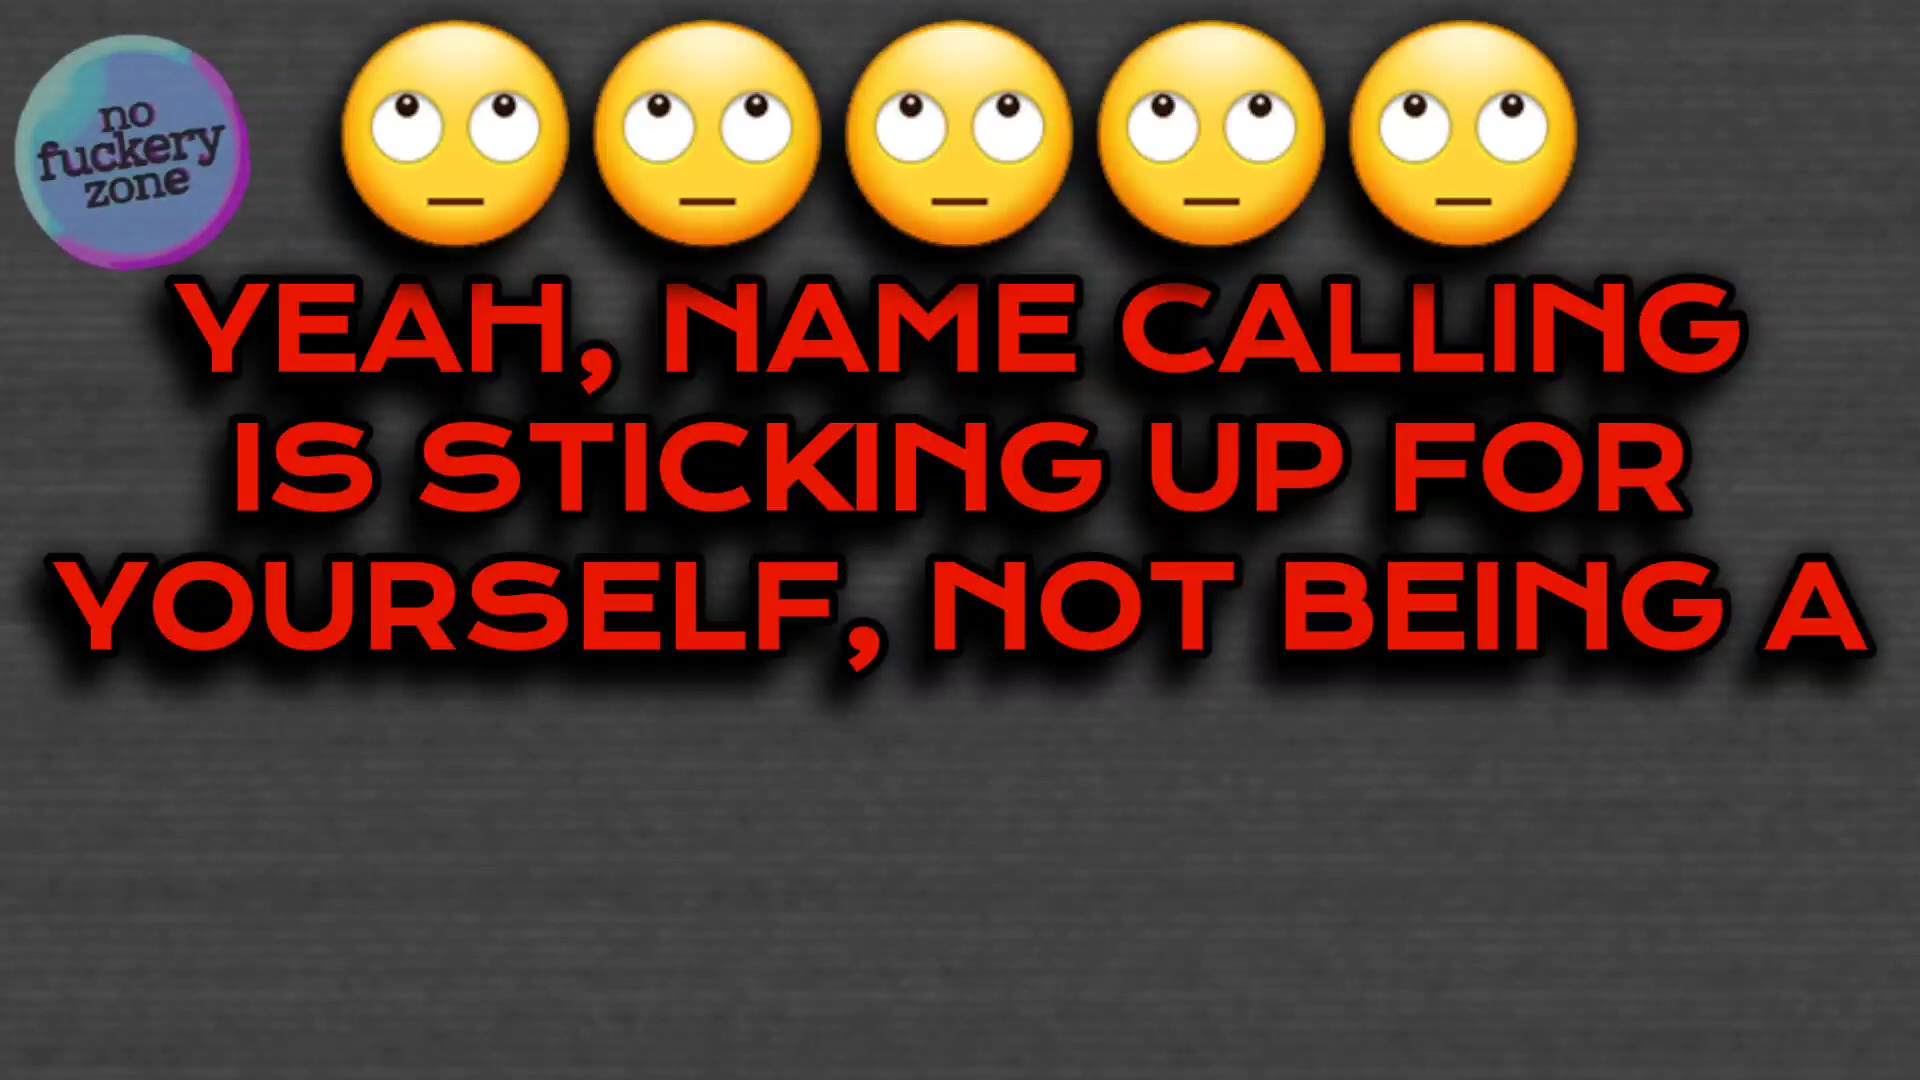 no
fuckery
zone
🙄🙄🙄🙄🙄
YEAH, NAME CALLING
IS STICKING UP FOR
YOURSELF, NOT BEING A